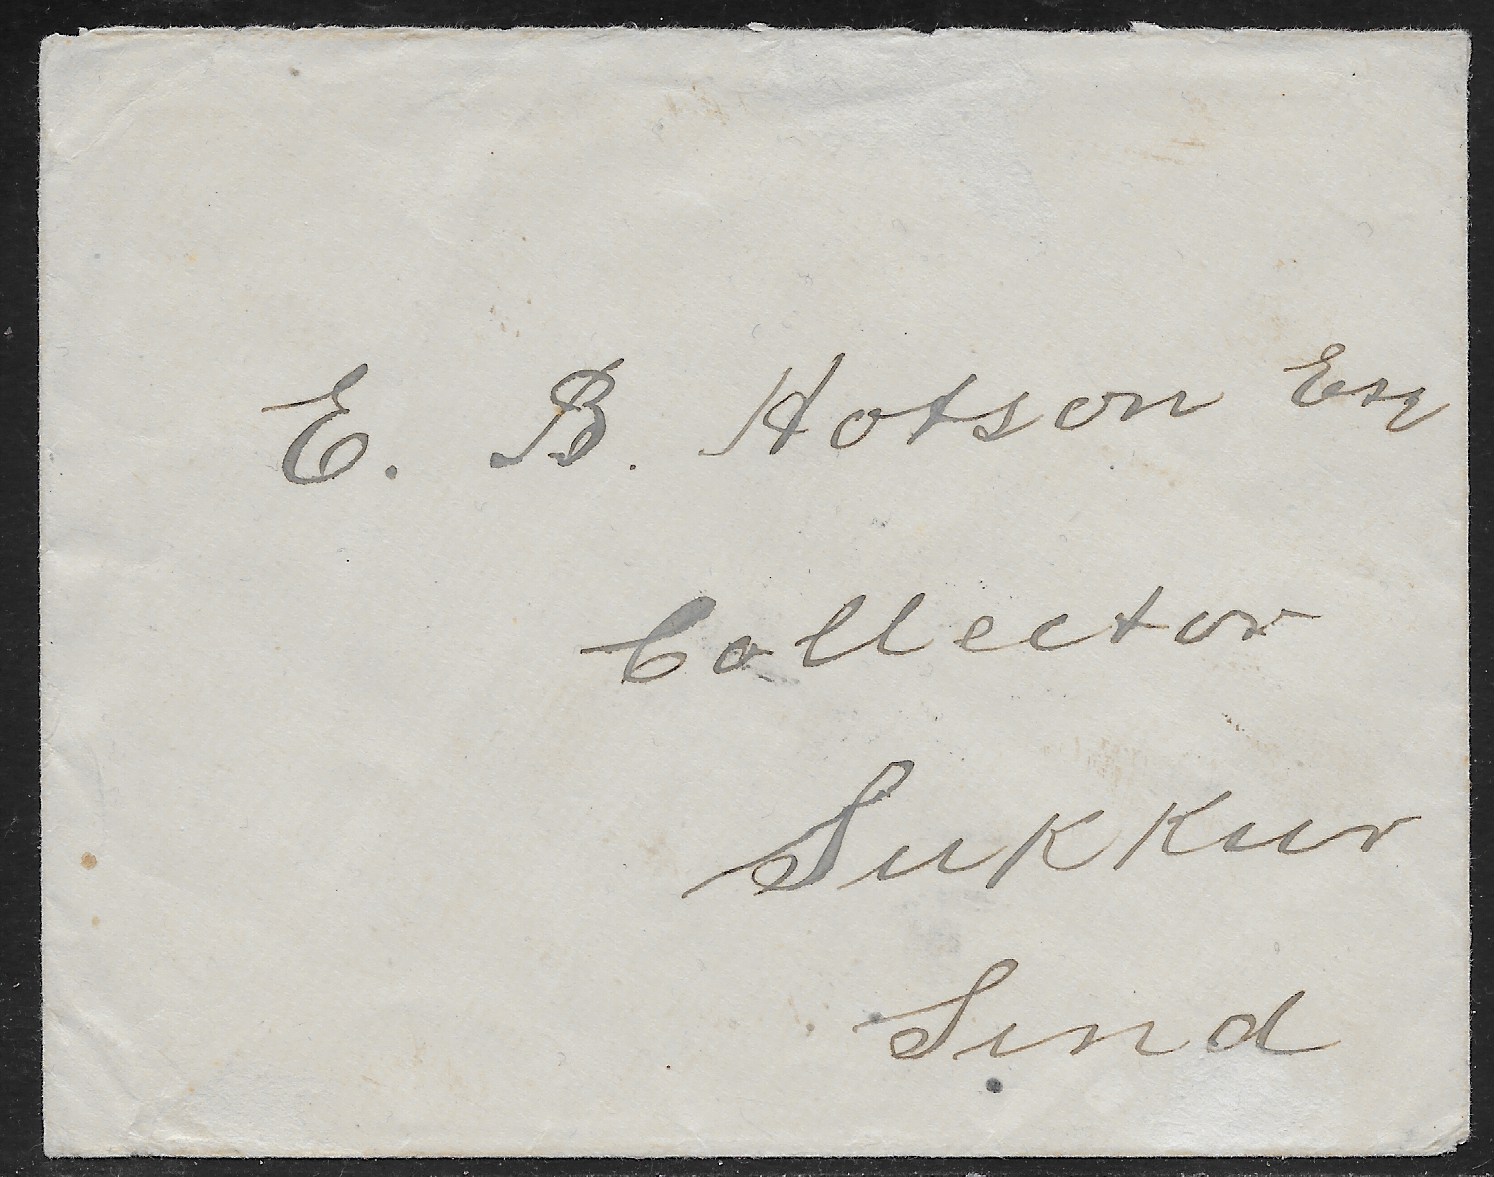 E. B. Hotson Esq
Collector
Sukkur
Sind